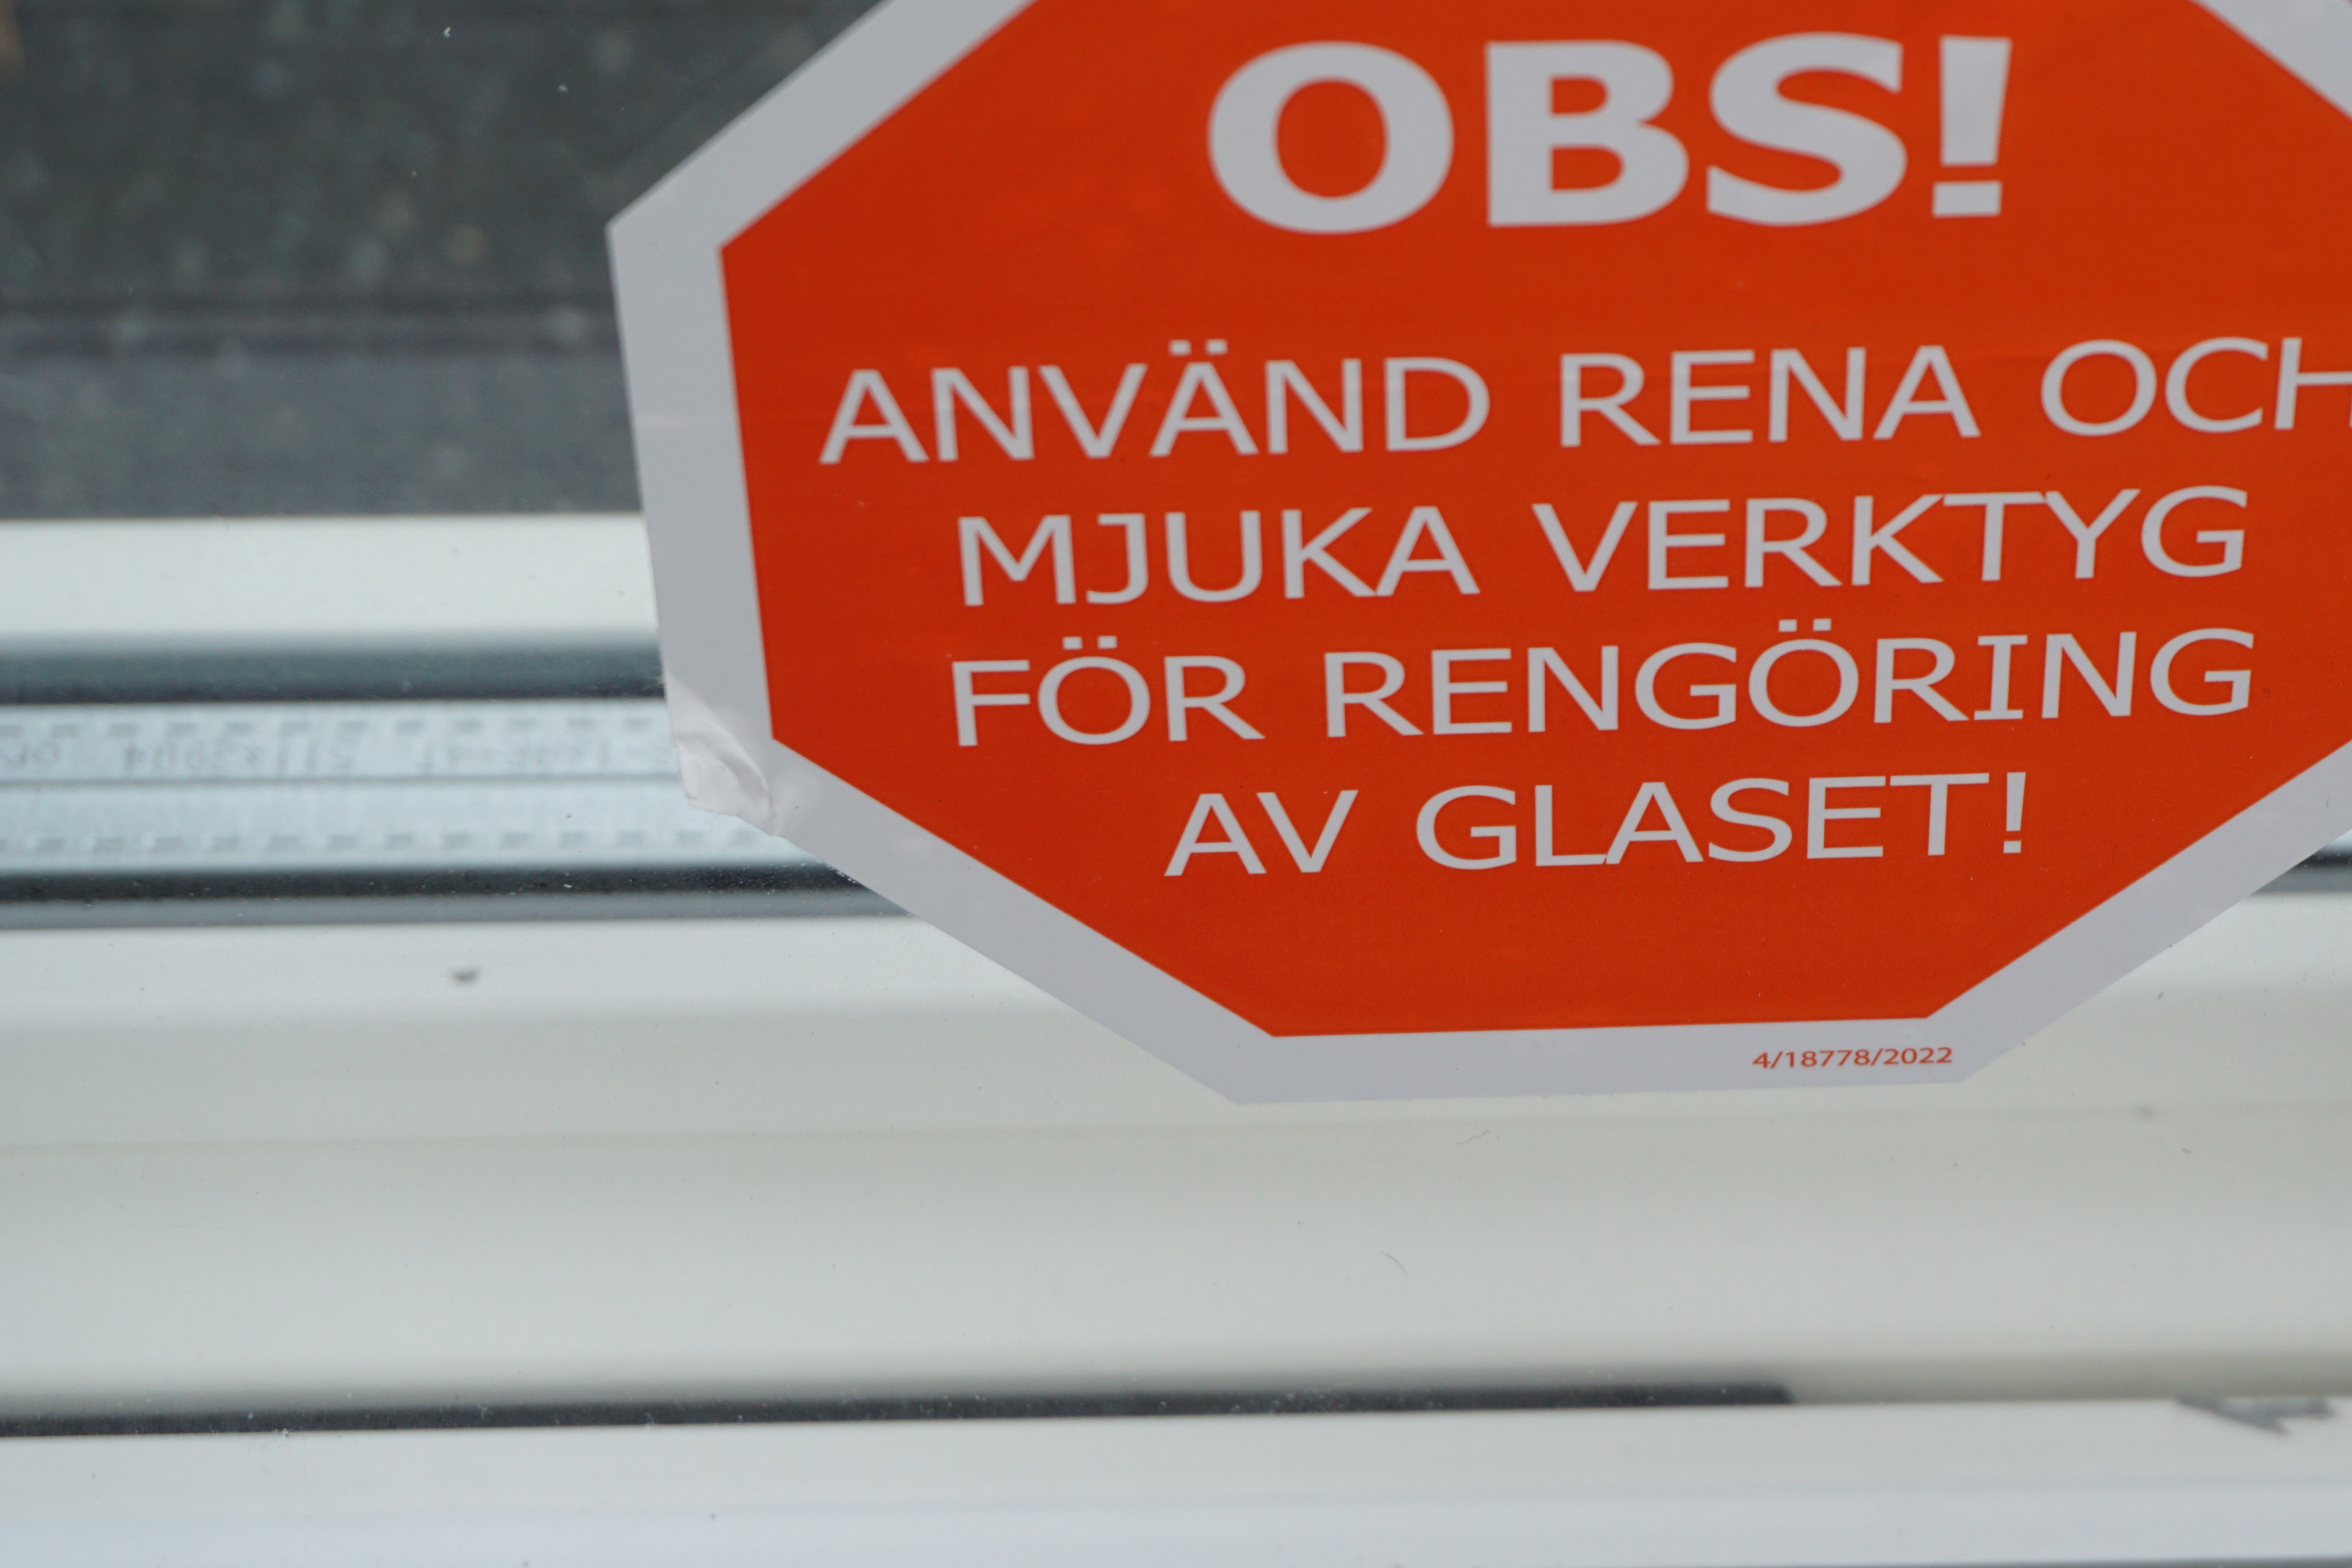 OBS!
ANVÄND RENA OCH
MJUKA VERKTYG
FÖR RENGÖRING
AV GLASET!
4/18778/2022